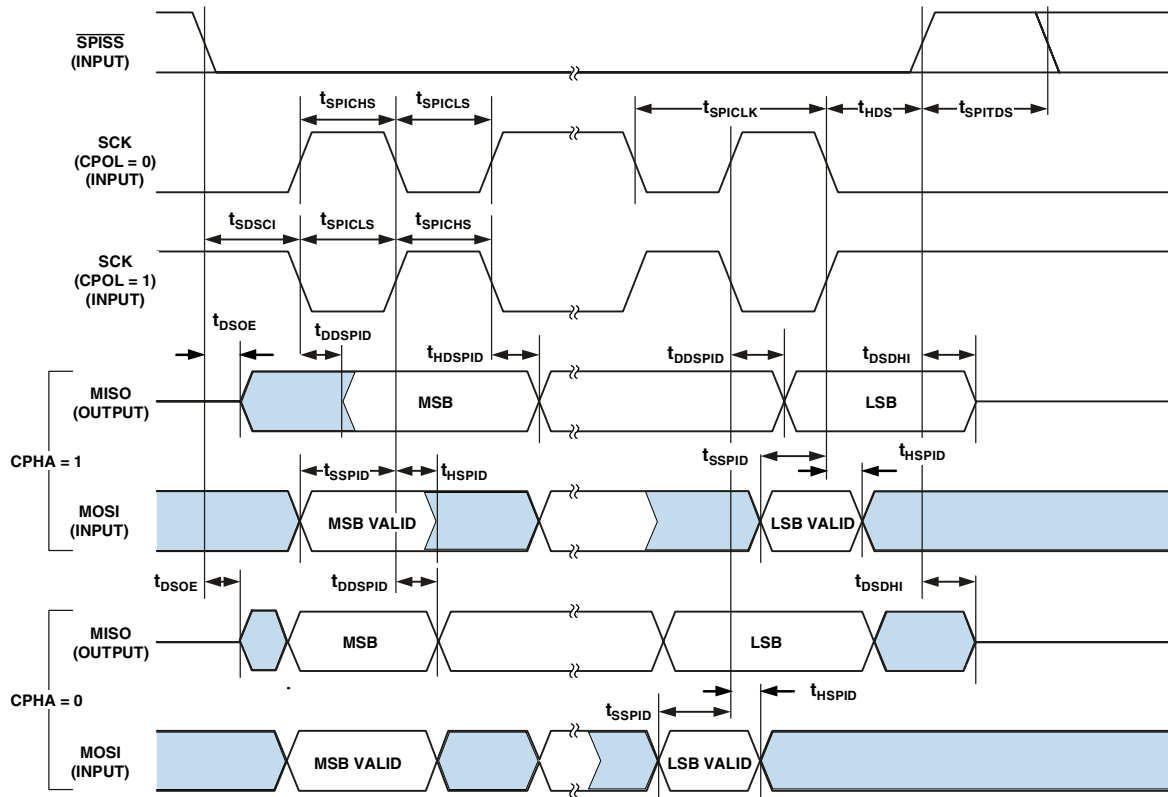 SPISS
(INPUT)
tSPICHS
tSPICLS
tSPICLK
tHDS
tSPITDS
SCK
(CPOL = 0)
(INPUT)
tSDSCI
tSPICLS
tSPICHS
SCK
(CPOL = 1)
(INPUT)
tDSOE
tDDSPID
tHDSPID
tDDSPID
tDSDHI
MISO
(OUTPUT)
MSB
LSB
CPHA = 1
tSSPID
tHSPID
tSSPID
tHSPID
MOSI
(INPUT)
MSB VALID
LSB VALID
tDSOE
tDDSPID
tDSDHI
MISO
(OUTPUT)
MSB
LSB
CPHA = 0
tSSPID
tHSPID
MOSI
(INPUT)
MSB VALID
LSB VALID